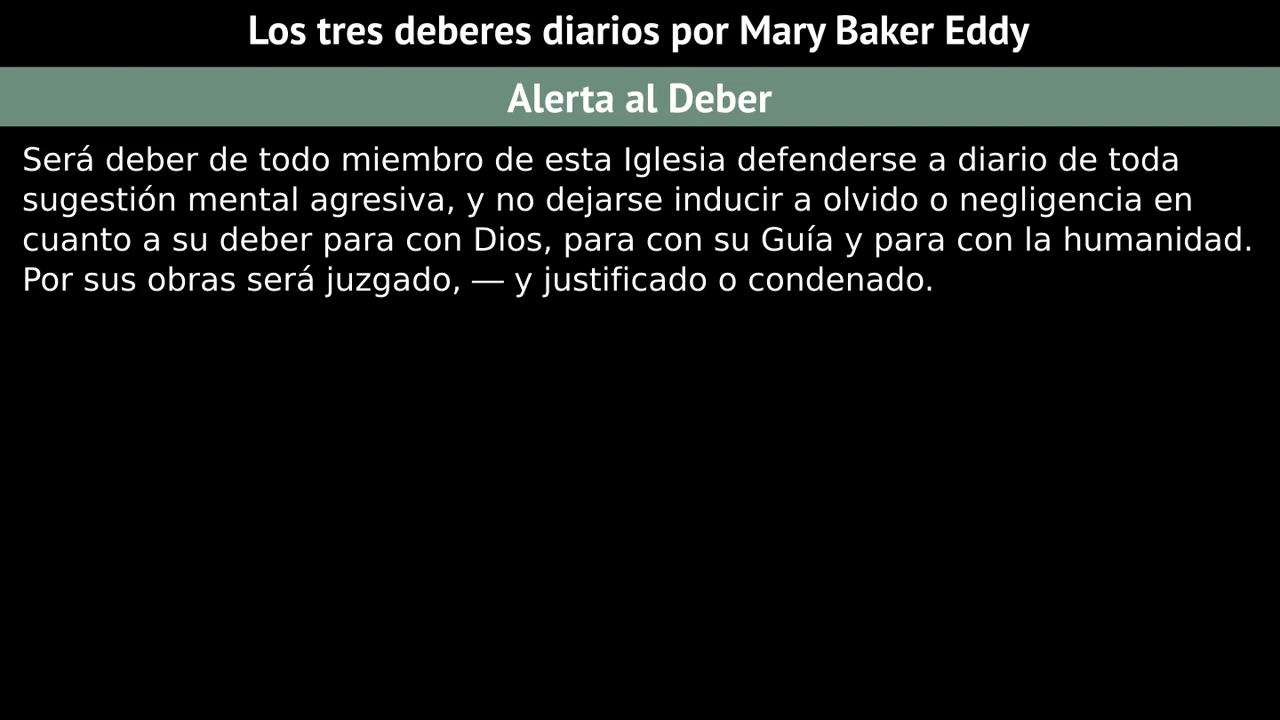 Los tres deberes diarios por Mary Baker Eddy
Alerta al Deber
Será deber de todo miembro de esta Iglesia defenderse a diario de toda
sugestión mental agresiva, y no dejarse inducir a olvido o negligencia en
cuanto a su deber para con Dios, para con su Guía y para con la humanidad.
Por sus obras será juzgado, — y justificado o condenado.